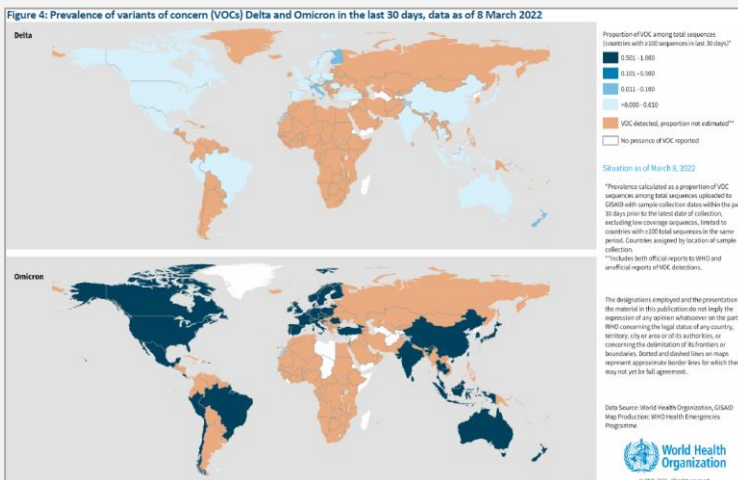 Figure 4: Prevalence of variants of concern (VOCs) Delta and Omicron in the last 30 days, data as of 8 March 2022
Delta
Proportion of VOC among total sequences
(countries with ≥100 sequences in last 30 days)*
0.501 - 1.000
0.101 - 0.500
0.011 - 0.100
>0.000 - 0.010
VOC detected, proportion not estimated**
No presence of VOC reported
Situation as of March 8, 2022
*Prevalence calculated as a proportion of VOC
sequences among total sequences uploaded to
GISAID with sample collection dates within the pa
30 days prior to the latest date of collection,
excluding low coverage sequences, limited to
countries with ≥100 total sequences in the same
period. Countries assigned by location of sample
collection.
**Includes both official reports to WHO and
unofficial reports of VOC detections.
Omicron
The designations employed and the presentation
the material in this publication do not imply the
expression of any opinion whatsoever on the part
WHO concerning the legal status of any country,
territory, city or area or of its authorities, or
concerning the delimitation of its frontiers or
boundaries. Dotted and dashed lines on maps
represent approximate border lines for which the
may not yet be full agreement.
Data Source: World Health Organization, GISAID
Map Production: WHO Health Emergencies
Programme
World Health
Organization